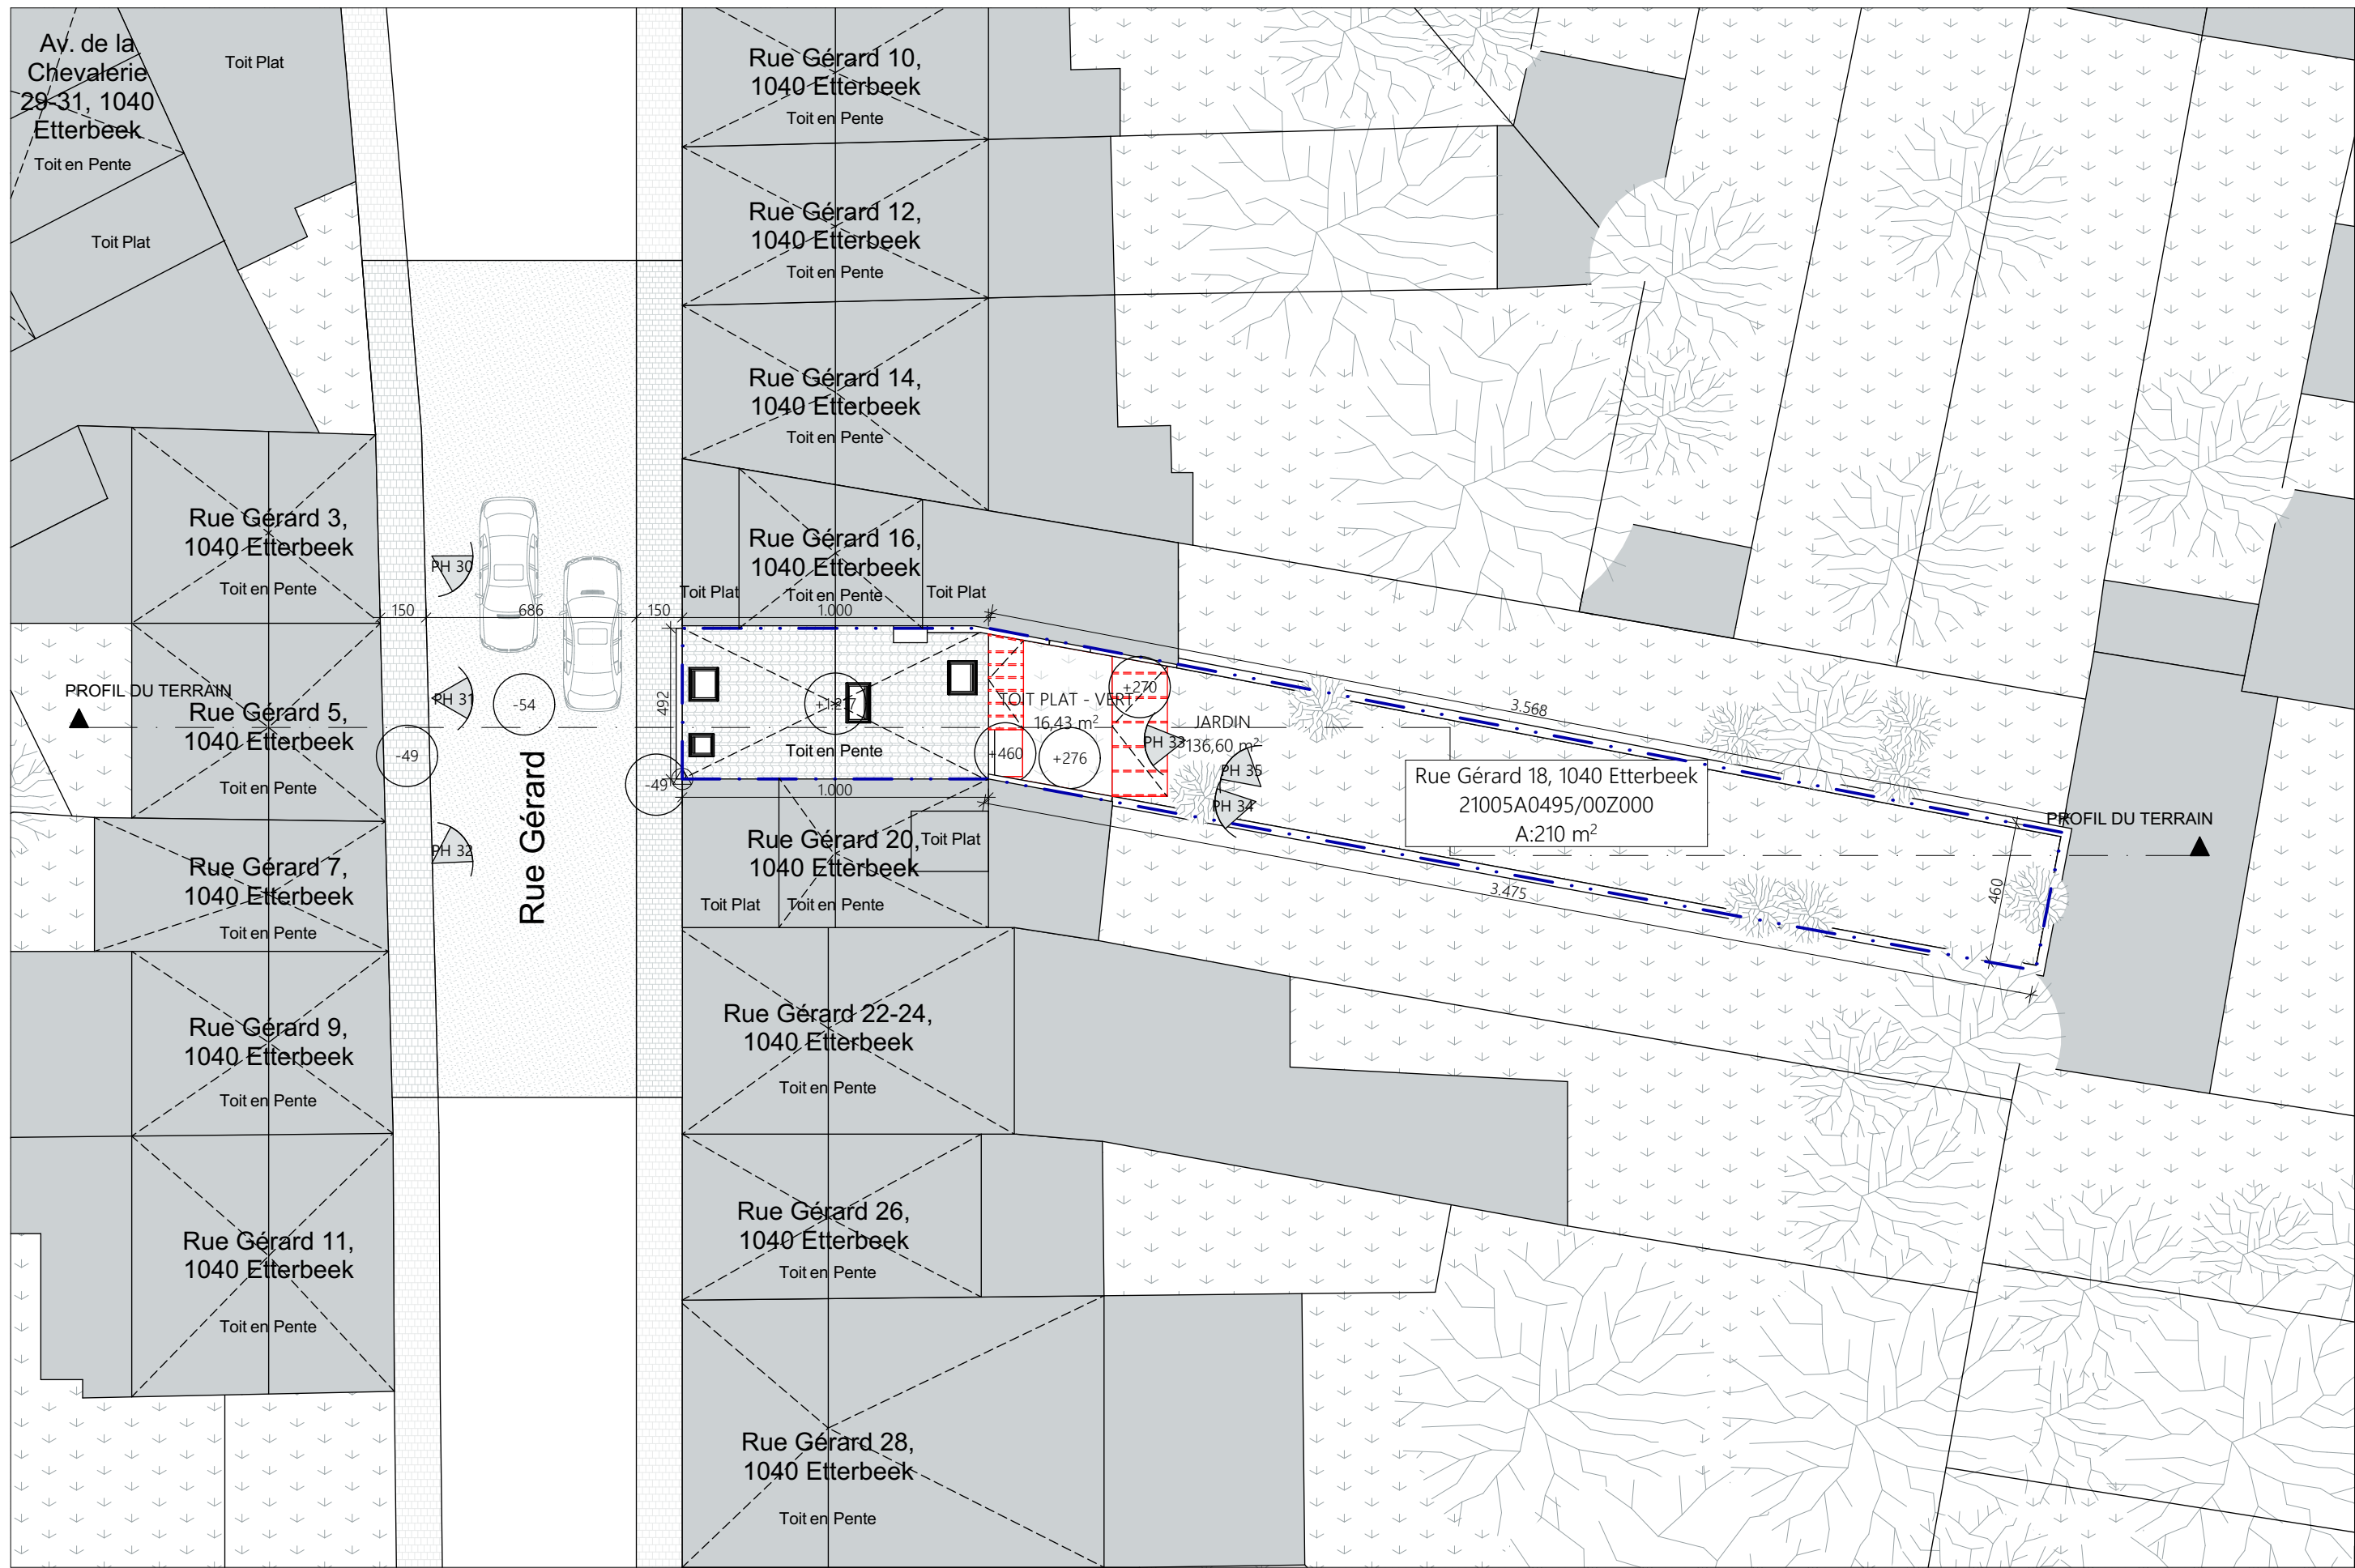 Av. de la
Chevalerie
29-31, 1040
Etterbeek
Toit en Pente
Toit Plat
Toit Plat
Rue Gérard 10,
1040 Etterbeek
Toit en Pente
Rue Gérard 12,
1040 Etterbeek
Toit en Pente
Rue Gérard 14,
1040 Etterbeek
Toit en Pente
Rue Gérard 3,
1040 Etterbeek
Toit en Pente
PH 30
Rue Gérard 16,
1040 Etterbeek
Toit Plat
Toit en Pente
Toit Plat
150
686
150
1.000
PROFIL DU TERRAIN
Rue Gérard 5,
1040 Etterbeek
Toit en Pente
PH 31
-54
-49
-49
492
Toit en Pente
1.000
TOIT PLAT - VERT
16,43 m²
+270
+460
+276
PH 33
JARDIN
136,60 m²
PH 35
PH 34
3.568
Rue Gérard 18, 1040 Etterbeek
21005A0495/00Z000
A:210 m²
3.475
460
PROFIL DU TERRAIN
Rue Gérard
PH 32
Rue Gérard 7,
1040 Etterbeek
Toit en Pente
Rue Gérard 20,
1040 Etterbeek
Toit Plat
Toit Plat
Toit en Pente
Rue Gérard 9,
1040 Etterbeek
Toit en Pente
Rue Gérard 22-24,
1040 Etterbeek
Toit en Pente
Rue Gérard 11,
1040 Etterbeek
Toit en Pente
Rue Gérard 26,
1040 Etterbeek
Toit en Pente
Rue Gérard 28,
1040 Etterbeek
Toit en Pente